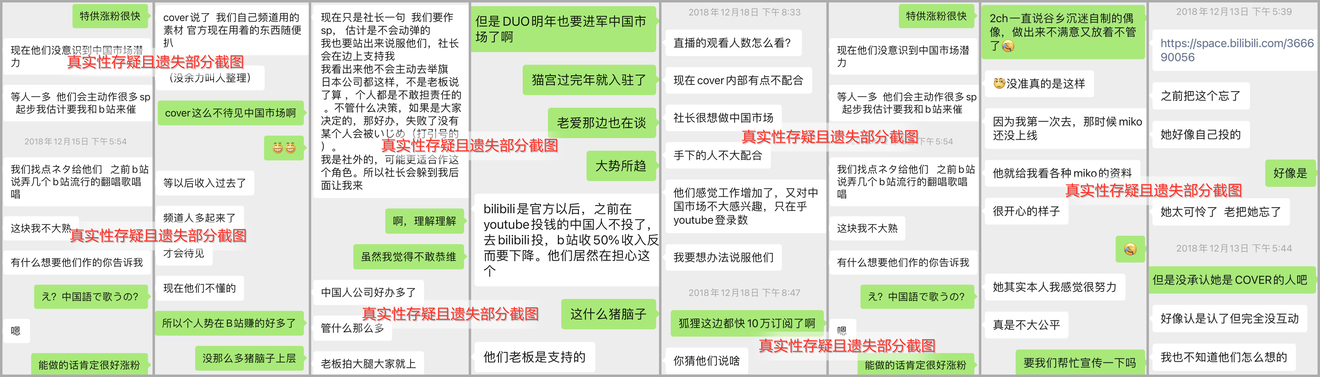 特供涨粉很快
现在他们没意识到中国市场潜
力
等人一多 他们会主动作很多sp
起步我估计要我和b站来催
2018年12月15日 下午5:54
我们找点ネタ给他们 之前b站
说弄几个b站流行的翻唱歌唱
唱
这块我不大熟
有什么想要他们作的你告诉我
え？中国語で歌うの？
嗯
能做的话肯定很好涨粉
真实性存疑且遗失部分截图
真实性存疑且遗失部分截图
cover说了 我们自己频道用的
素材 官方现在用着的东西随便
扒
（没余力叫人整理）
cover这么不待见中国市场啊
等以后收入过去了
频道人多起来了
才会待见
现在他们不懂的
所以个人势在B站赚的好多了
没那么多猪脑子上层
现在只是社长一句 我们要作
sp，估计是不会动弹的
我也要站出来说服他们，社长
会在边上支持我
我看出来他不会主动去举旗
日本公司都这样，不是老板说
了算，个人都是不敢担责任的
。不管什么决策，如果是大家
决定的，那好办，失败了没有
某个人会被いじめ（打引号的
）。
我是社外的，可能更适合作这
个角色。所以社长会躲到我后
面让我来
啊，理解理解
虽然我觉得不敢恭维
中国人公司好办多了
管什么那么多
老板拍大腿大家就上
真实性存疑且遗失部分截图
真实性存疑且遗失部分截图
但是DUO明年也要进军中国市
场了啊
猫宫过完年就入驻了
老爱那边也在谈
大势所趋
bilibili是官方以后，之前在
youtube投钱的中国人不投了，
去bilibili投，b站收50%收入反
而要下降。他们居然在担心这
个
这什么猪脑子
他们老板是支持的
2018年12月18日 下午8:33
直播的观看人数怎么看？
现在cover内部有点不配合
社长很想做中国市场
手下的人不大配合
他们感觉工作增加了，又对中
国市场不大感兴趣，只在乎
youtube登录数
我要想办法说服他们
2018年12月18日 下午8:47
狐狸这边都快10万订阅了啊
你猜他们说啥
真实性存疑且遗失部分截图
真实性存疑且遗失部分截图
特供涨粉很快
现在他们没意识到中国市场潜
力
等人一多 他们会主动作很多sp
起步我估计要我和b站来催
午5:54
我们找点ネタ给他们 之前b站
说弄几个b站流行的翻唱歌唱
唱
这块我不大熟
有什么想要他们作的你告诉我
え？中国語で歌うの？
嗯
能做的话肯定很好涨粉
2ch一直说谷乡沉迷自制的偶
像，做出来不满意又放着不管
了
没准真的是这样
因为我第一次去，那时候miko
还没上线
他就给我看各种miko的资料
很开心的样子
她其实本人我感觉很努力
真是不大公平
要我们帮忙宣传一下吗
真实性存疑且遗失部分截图
2018年12月13日 下午5:39
https://space.bilibili.com/3666
90056
之前把这个忘了
她好像自己投的
好像是
她太可怜了 老把她忘了
2018年12月13日 下午5:44
但是没承认她是COVER的人吧
好像认是认了但完全没互动
我也不知道他们怎么想的